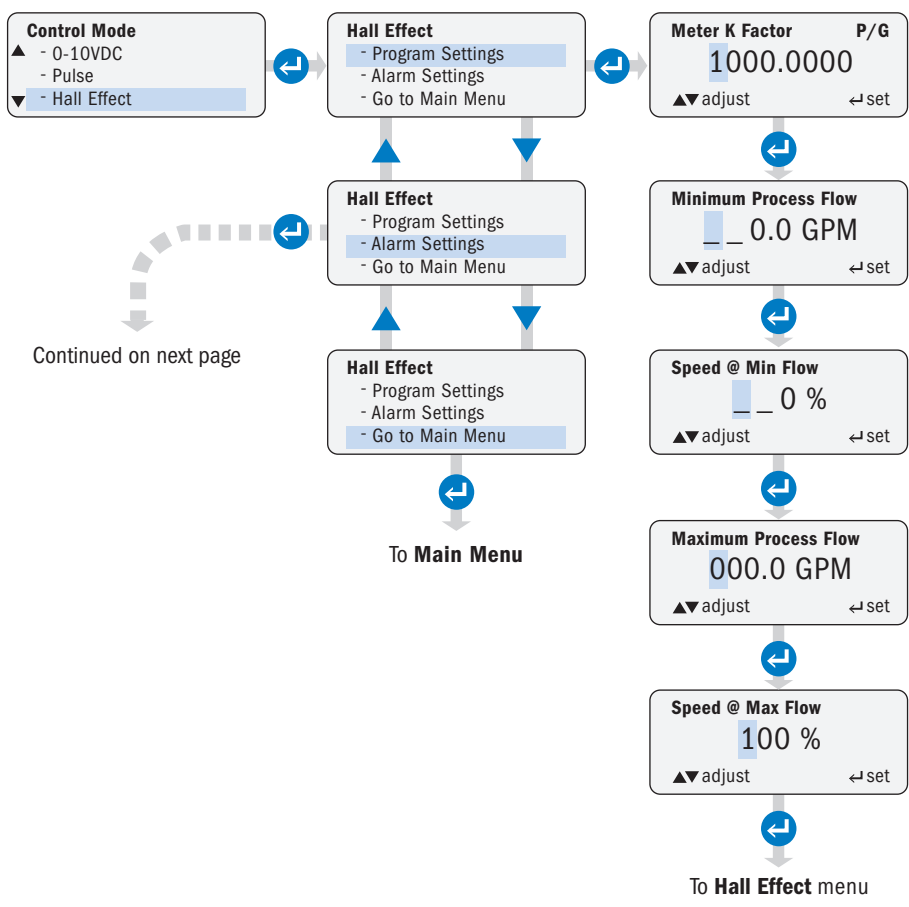 Control Mode
- 0-10VDC
- Pulse
- Hall Effect
Hall Effect
- Program Settings
- Alarm Settings
- Go to Main Menu
Meter K Factor P/G
1000.0000
▲▼ adjust ↵ set
Hall Effect
- Program Settings
- Alarm Settings
- Go to Main Menu
Continued on next page
Hall Effect
- Program Settings
- Alarm Settings
- Go to Main Menu
To Main Menu
Minimum Process Flow
_ _ 0.0 GPM
▲▼ adjust ↵ set
Speed @ Min Flow
_ _ 0 %
▲▼ adjust ↵ set
Maximum Process Flow
000.0 GPM
▲▼ adjust ↵ set
Speed @ Max Flow
100 %
▲▼ adjust ↵ set
To Hall Effect menu